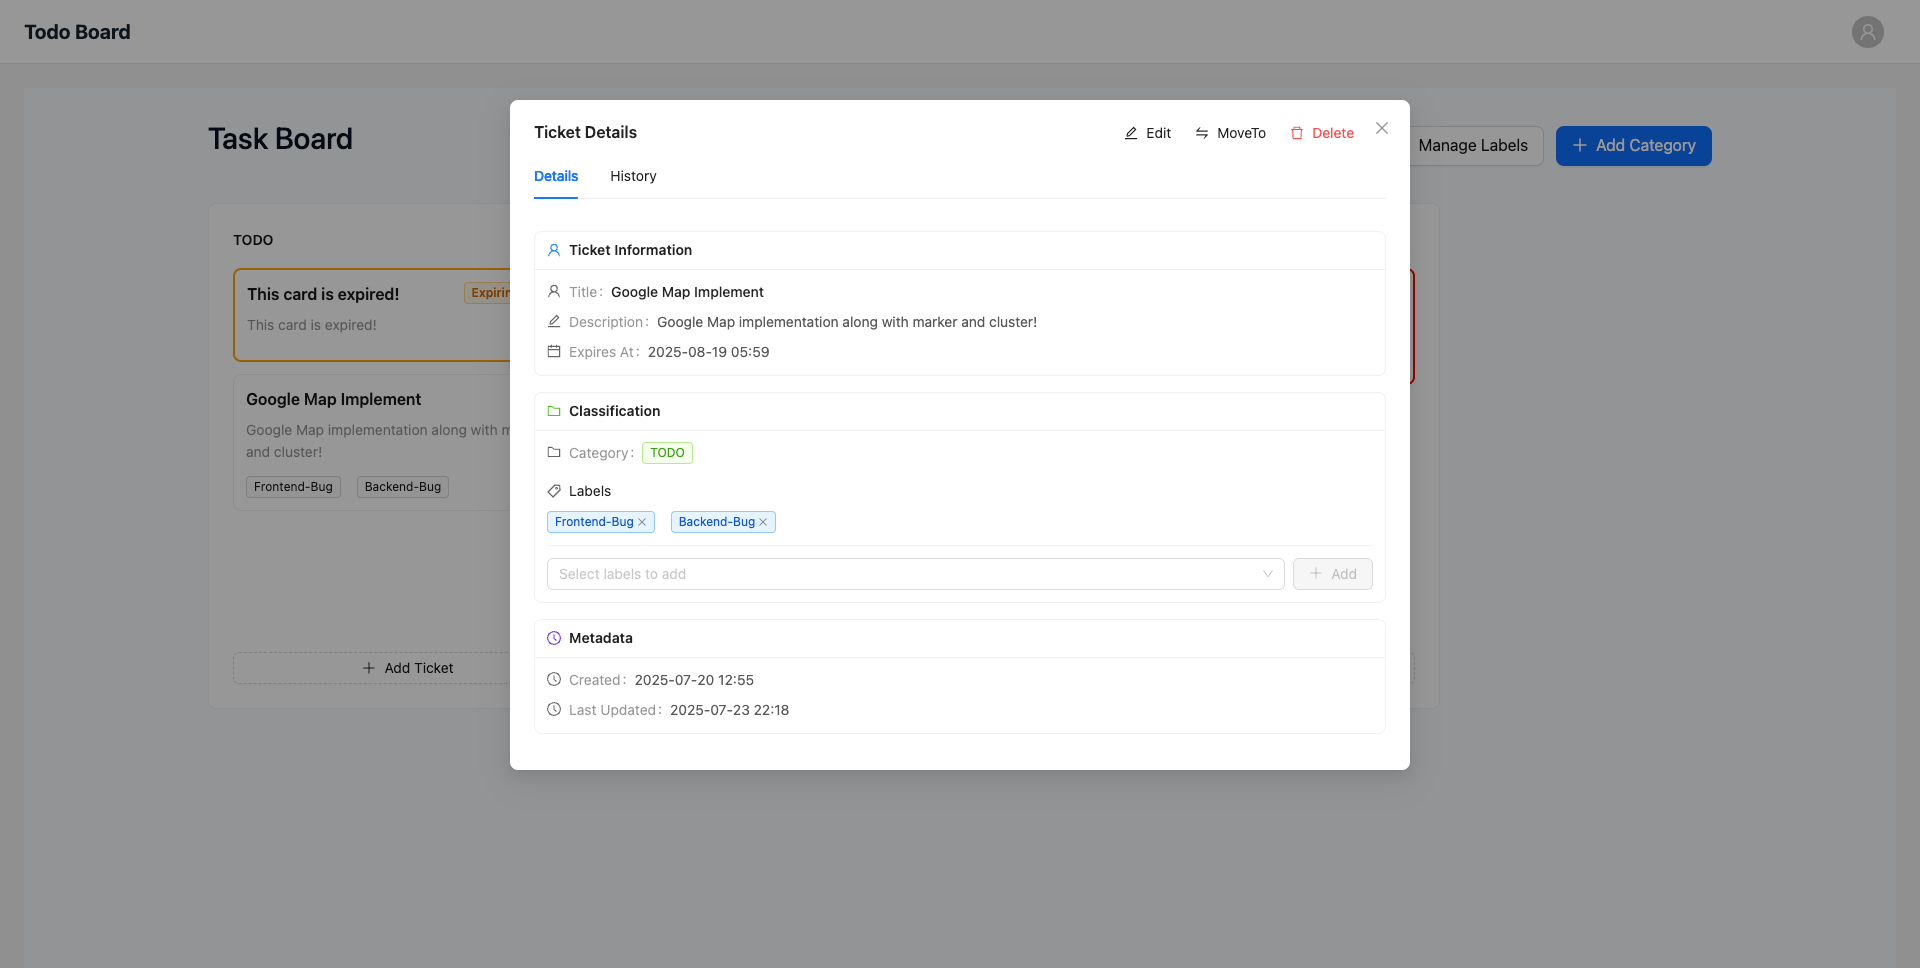 Todo Board
Task Board
Manage Labels
Add Category
TODO
This card is expired!
This card is expired!
Google Map Implement
Google Map implementation along with
and cluster!
Frontend-Bug Backend-Bug
Add Ticket
Ticket Details
Edit MoveTo Delete
Details History
Ticket Information
Title: Google Map Implement
Description: Google Map implementation along with marker and cluster!
Expires At: 2025-08-19 05:59
Classification
Category: TODO
Labels
Frontend-Bug Backend-Bug
Select labels to add
Add
Metadata
Created: 2025-07-20 12:55
Last Updated: 2025-07-23 22:18